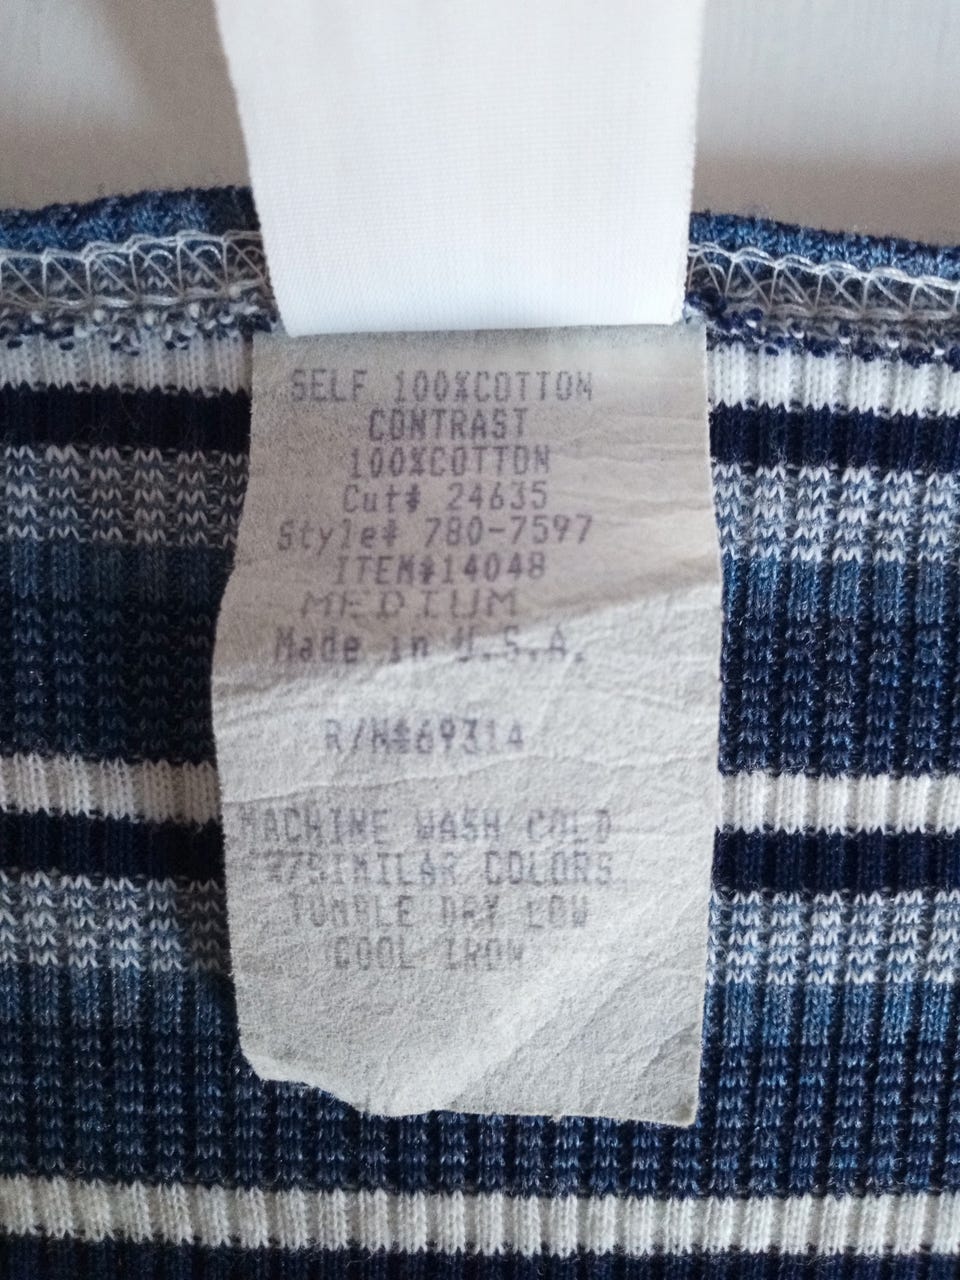 SELF 100%COTTON
CONTRAST
100%COTTON
Cut# 24635
Style# 780-7597
ITEM#14048
MEDIUM
Made in U.S.A.
R/N#69314
MACHINE WASH COLD
W/SIMILAR COLORS
TUMBLE DRY LOW
COOL IRON